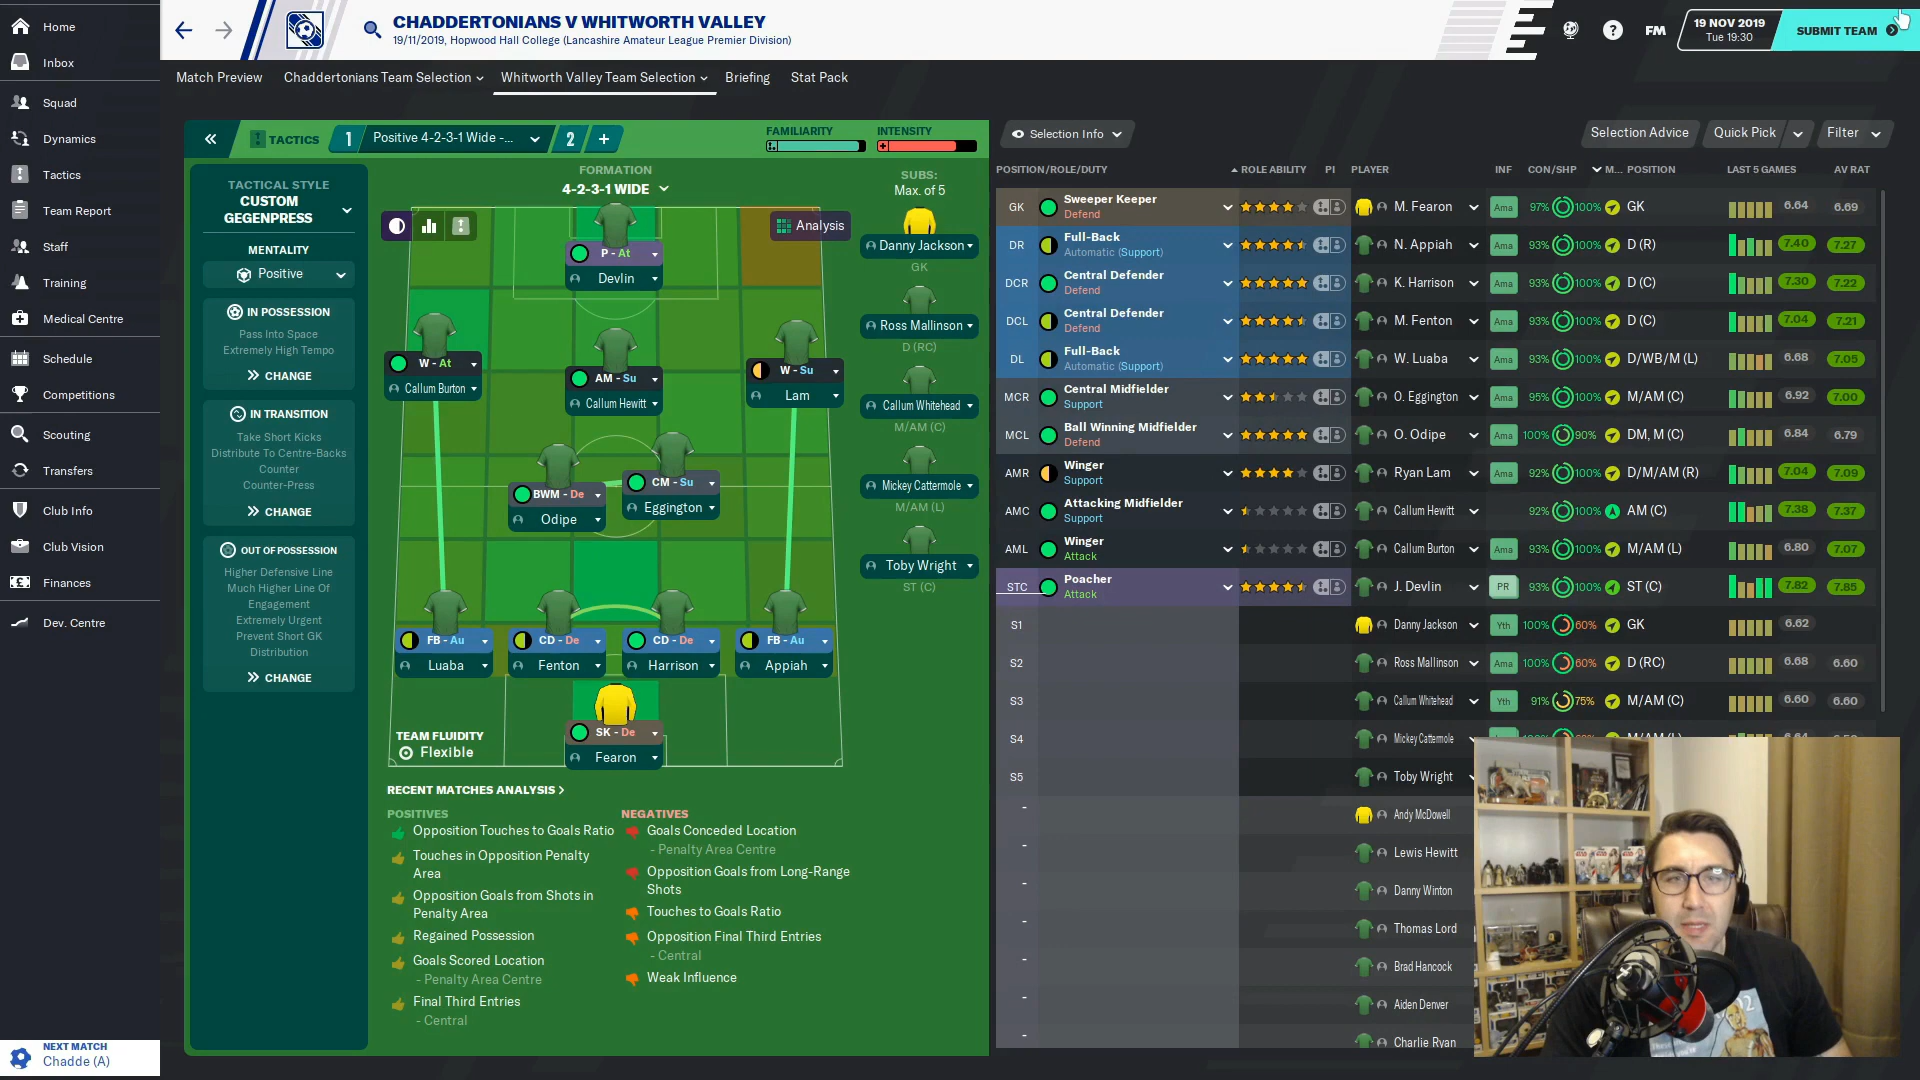 Home
Inbox
Squad
Dynamics
Tactics
Team Report
Staff
Training
Medical Centre
Schedule
Competitions
Scouting
Transfers
Club Info
Club Vision
Finances
Dev. Centre
NEXT MATCH
Chadde (A)
CHADDERTONIANS V WHITWORTH VALLEY
19/11/2019, Hopwood Hall College (Lancashire Amateur League Premier Division)
FM
19 NOV 2019
Tue 19:30
SUBMIT TEAM
Match Preview
Chaddertonians Team Selection
Whitworth Valley Team Selection
Briefing
Stat Pack
TACTICS
1
Positive 4-2-3-1 Wide -...
2
FAMILIARITY
INTENSITY
TACTICAL STYLE
CUSTOM
GEGENPRESS
MENTALITY
Positive
IN POSSESSION
Pass Into Space
Extremely High Tempo
CHANGE
IN TRANSITION
Take Short Kicks
Distribute To Centre-Backs
Counter
Counter-Press
CHANGE
OUT OF POSSESSION
Higher Defensive Line
Much Higher Line Of
Engagement
Extremely Urgent
Prevent Short GK
Distribution
CHANGE
FORMATION
4-2-3-1 WIDE
Analysis
P - At
Devlin
W - At
Callum Burton
AM - Su
Callum Hewitt
W - Su
Lam
BWM - De
Odipe
CM - Su
Eggington
FB - Au
Luaba
CD - De
Fenton
CD - De
Harrison
FB - Au
Appiah
SK - De
Fearon
TEAM FLUIDITY
Flexible
SUBS:
Max. of 5
Danny Jackson
GK
Ross Mallinson
D (RC)
Callum Whitehead
M/AM (C)
Mickey Cattermole
M/AM (L)
Toby Wright
ST (C)
RECENT MATCHES ANALYSIS
POSITIVES
Opposition Touches to Goals Ratio
Touches in Opposition Penalty
Area
Opposition Goals from Shots in
Penalty Area
Regained Possession
Goals Scored Location
- Penalty Area Centre
Final Third Entries
- Central
NEGATIVES
Goals Conceded Location
- Penalty Area Centre
Opposition Goals from Long-Range
Shots
Touches to Goals Ratio
Opposition Final Third Entries
- Central
Weak Influence
Selection Info
Selection Advice
Quick Pick
Filter
POSITION/ROLE/DUTY ROLE ABILITY PI PLAYER INF CON/SHP M... POSITION LAST 5 GAMES AV RAT
GK Sweeper Keeper Defend M. Fearon Ama 97% 100% GK 6.64 6.69
DR Full-Back Automatic (Support) N. Appiah Ama 93% 100% D (R) 7.40 7.27
DCR Central Defender Defend K. Harrison Ama 93% 100% D (C) 7.30 7.22
DCL Central Defender Defend M. Fenton Ama 93% 100% D (C) 7.04 7.21
DL Full-Back Automatic (Support) W. Luaba Ama 93% 100% D/WB/M (L) 6.68 7.05
MCR Central Midfielder Support O. Eggington Ama 95% 100% M/AM (C) 6.92 7.00
MCL Ball Winning Midfielder Defend O. Odipe Ama 100% 90% DM, M (C) 6.84 6.79
AMR Winger Support Ryan Lam Ama 92% 100% D/M/AM (R) 7.04 7.09
AMC Attacking Midfielder Support Callum Hewitt 92% 100% AM (C) 7.38 7.37
AML Winger Attack Callum Burton Ama 93% 100% M/AM (L) 6.80 7.07
STC Poacher Attack J. Devlin PR 93% 100% ST (C) 7.82 7.85
S1 Danny Jackson Yth 100% 60% GK 6.62
S2 Ross Mallinson Ama 100% 60% D (RC) 6.68 6.60
S3 Callum Whitehead Yth 91% 75% M/AM (C) 6.60 6.60
S4 Mickey Cattermole
S5 Toby Wright
- Andy McDowell
- Lewis Hewitt
- Danny Winton
- Thomas Lord
- Brad Hancock
- Aiden Denver
- Charlie Ryan